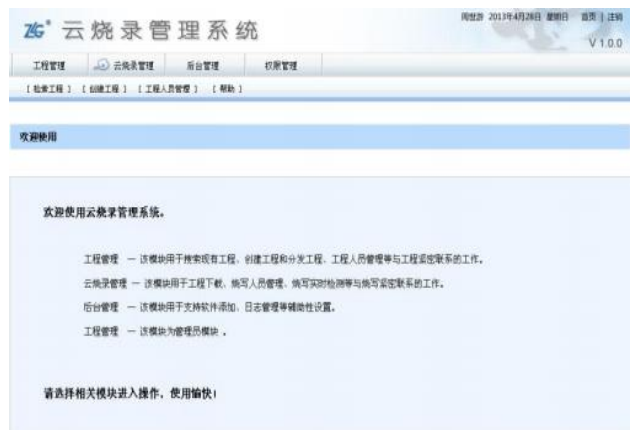 ZLG® 云烧录管理系统
周世游 2013年4月28日 星期日 首页 | 注销
V 1.0.0
工程管理 云烧录管理 后台管理 权限管理
[ 检索工程 ] [ 创建工程 ] [ 工程人员管理 ] [ 帮助 ]
欢迎使用
欢迎使用云烧录管理系统。
工程管理 — 该模块用于搜索现有工程、创建工程和分发工程、工程人员管理等与工程紧密联系的工作。
云烧录管理 — 该模块用于工程下载、烧写人员管理、烧写实时检测等与烧写紧密联系的工作。
后台管理 — 该模块用于支持软件添加、日志管理等辅助性设置。
工程管理 — 该模块为管理员模块 。
请选择相关模块进入操作，使用愉快！